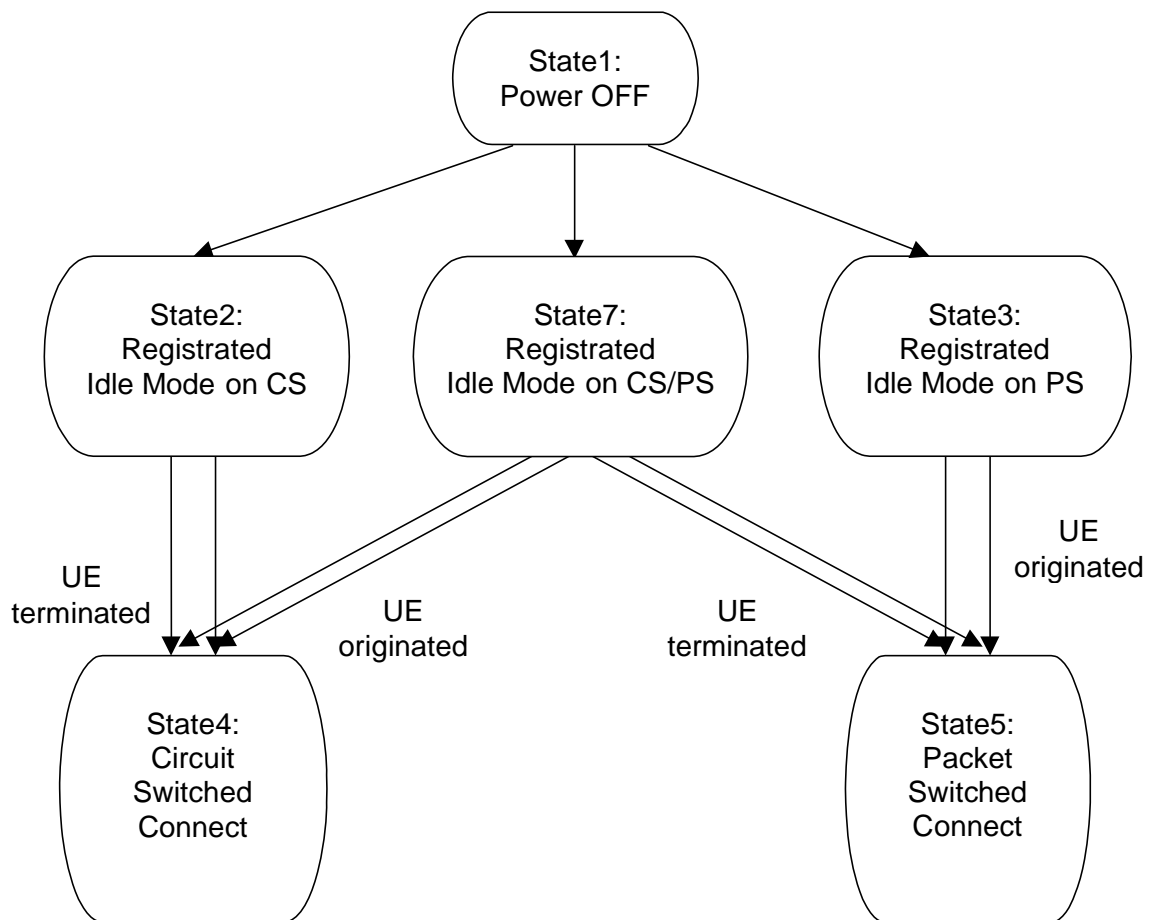 State1:
Power OFF
State2:
Registrated
Idle Mode on CS
State7:
Registrated
Idle Mode on CS/PS
State3:
Registrated
Idle Mode on PS
UE
terminated
UE
originated
UE
terminated
UE
originated
State4:
Circuit
Switched
Connect
State5:
Packet
Switched
Connect